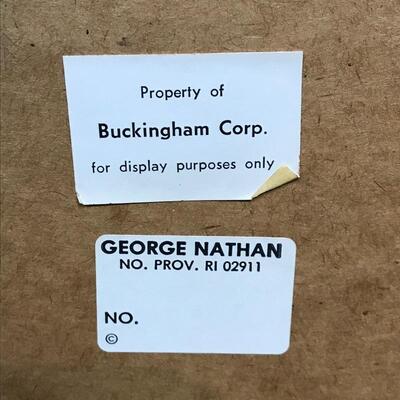 Property of
Buckingham Corp.
for display purposes only
GEORGE NATHAN
NO. PROV. RI 02911
NO.
©